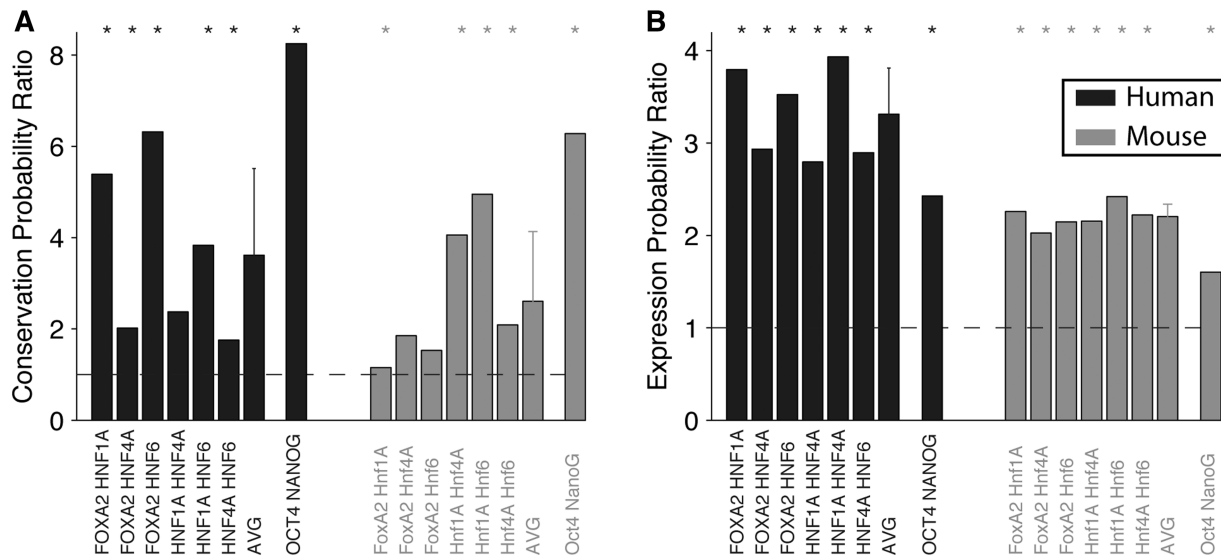 A
Conservation Probability Ratio
8
6
4
2
0
* * * * * *
* * * * *
FOXA2 HNF1A
FOXA2 HNF4A
FOXA2 HNF6
HNF1A HNF4A
HNF1A HNF6
HNF4A HNF6
AVG
OCT4 NANOG
FoxA2 Hnf1A
FoxA2 Hnf4A
FoxA2 Hnf6
Hnf1A Hnf4A
Hnf1A Hnf6
Hnf4A Hnf6
AVG
Oct4 NanoG
B
Expression Probability Ratio
4
3
2
1
0
* * * * * * *
* * * * * * *
Human
Mouse
FOXA2 HNF1A
FOXA2 HNF4A
FOXA2 HNF6
HNF1A HNF4A
HNF1A HNF4A
HNF4A HNF6
AVG
OCT4 NANOG
FoxA2 Hnf1A
FoxA2 Hnf4A
FoxA2 Hnf6
Hnf1A Hnf4A
Hnf1A Hnf6
Hnf4A Hnf6
AVG
Oct4 NanoG